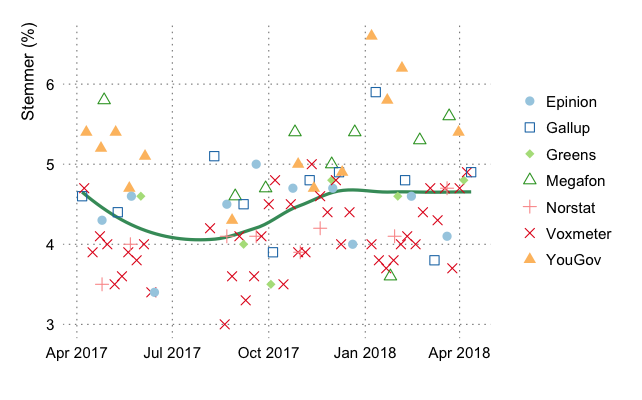 Stemmer (%)
6
5
4
3
Apr 2017 Jul 2017 Oct 2017 Jan 2018 Apr 2018
Epinion
Gallup
Greens
Megafon
Norstat
Voxmeter
YouGov